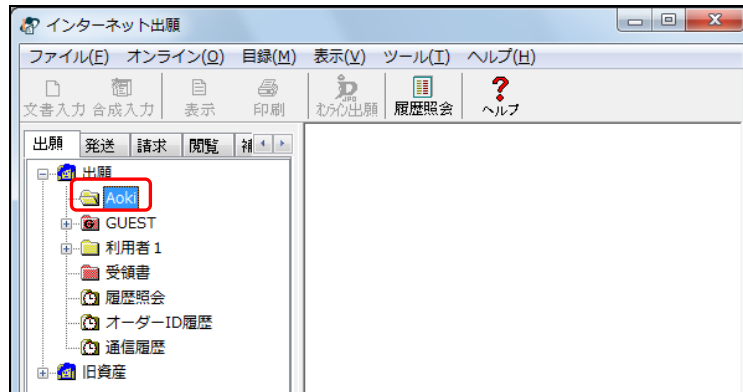 インターネット出願
ファイル(F) オンライン(O) 目録(M) 表示(V) ツール(T) ヘルプ(H)
文書入力 合成入力 表示 印刷 オンライン出願 履歴照会 ヘルプ
出願 発送 請求 閲覧
出願
Aoki
GUEST
利用者1
受領書
履歴照会
オーダーID履歴
通信履歴
旧資産